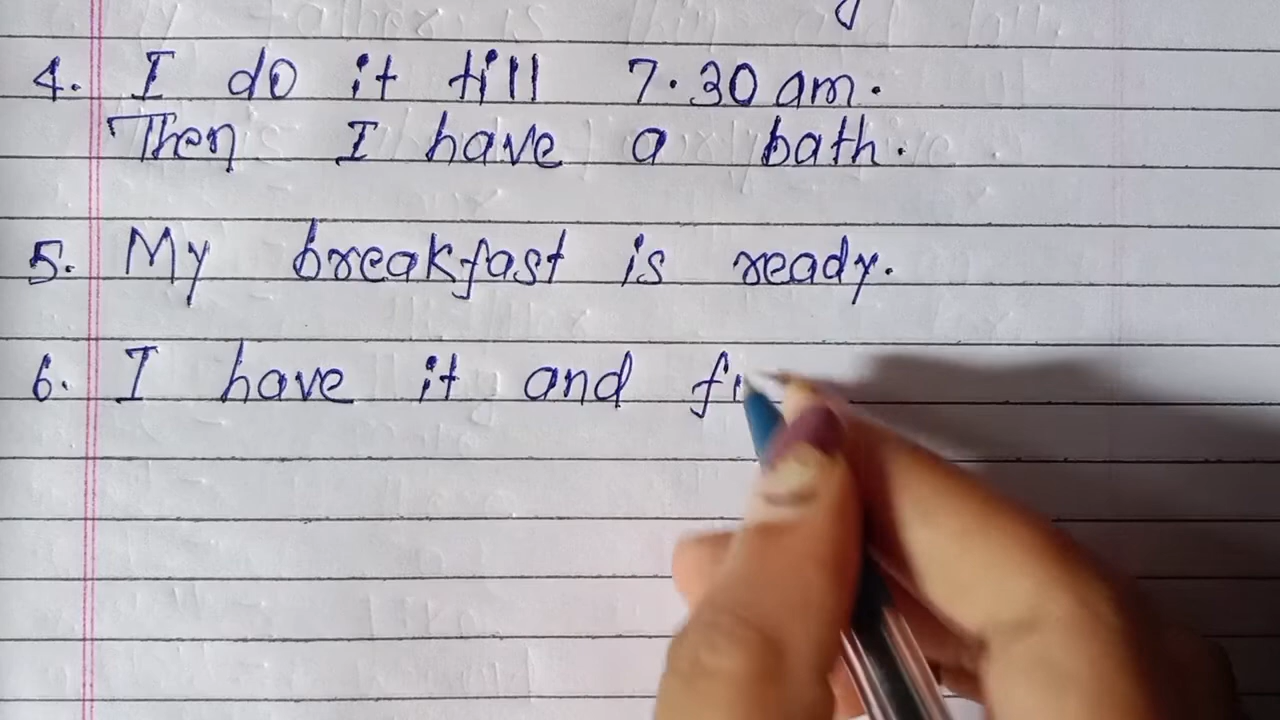 4. I do it till 7.30 am.
Then I have a bath.
5. My breakfast is ready.
6. I have it and